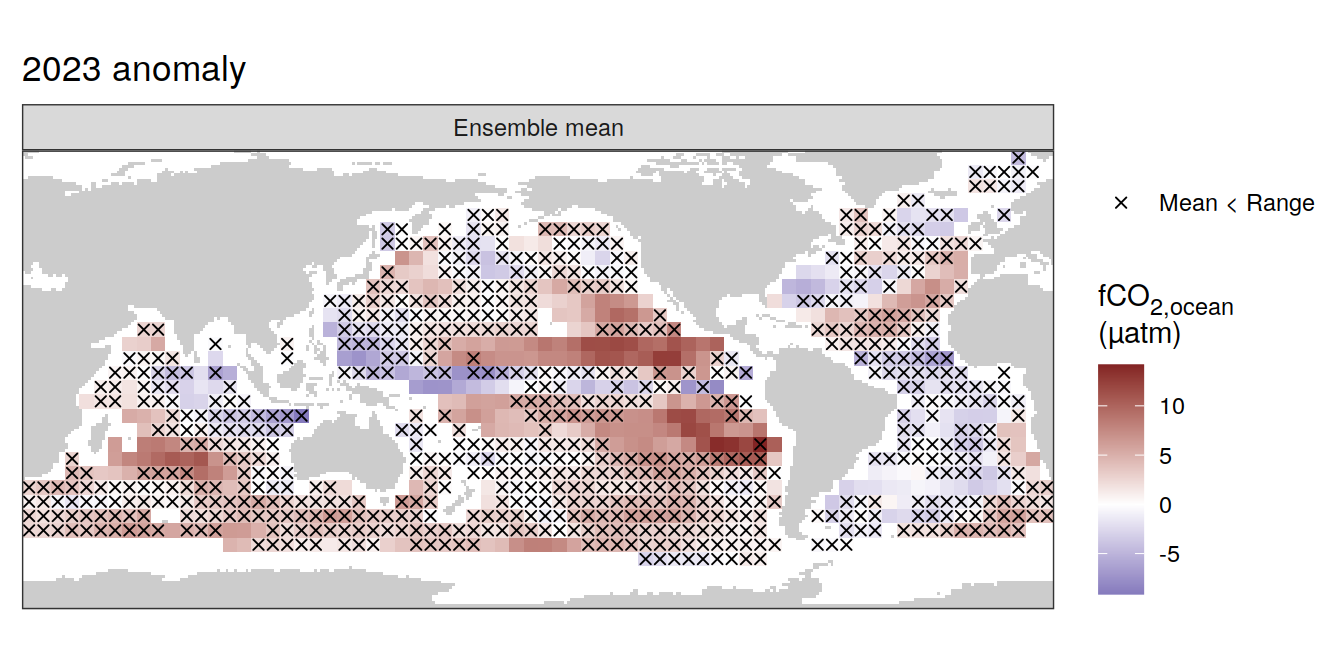 2023 anomaly
Ensemble mean
Mean < Range
fCO2,ocean
(µatm)
10
5
0
-5